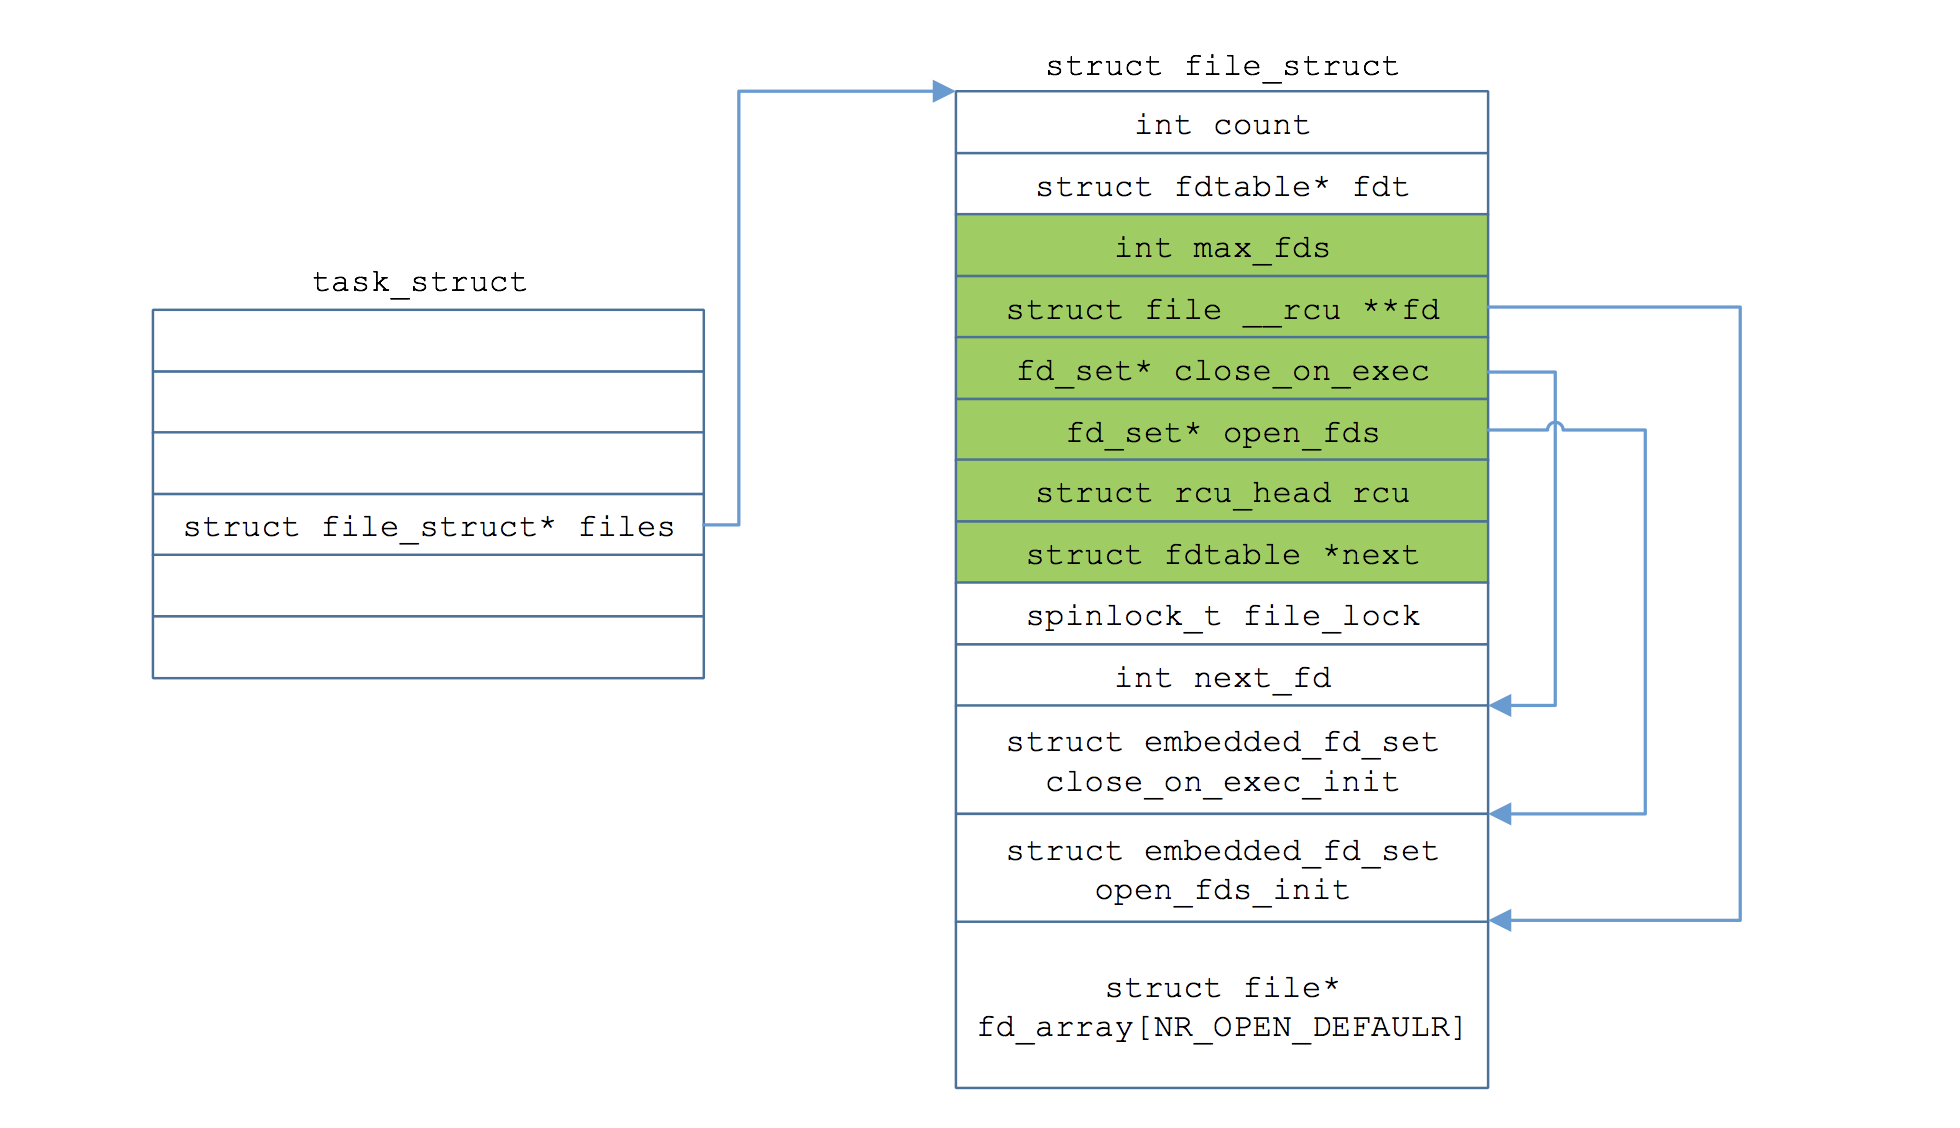 struct file_struct
int count
struct fdtable* fdt
int max_fds
struct file __rcu **fd
fd_set* close_on_exec
fd_set* open_fds
struct rcu_head rcu
struct fdtable *next
spinlock_t file_lock
int next_fd
struct embedded_fd_set
close_on_exec_init
struct embedded_fd_set
open_fds_init
struct file*
fd_array[NR_OPEN_DEFAULR]
task_struct
struct file_struct* files